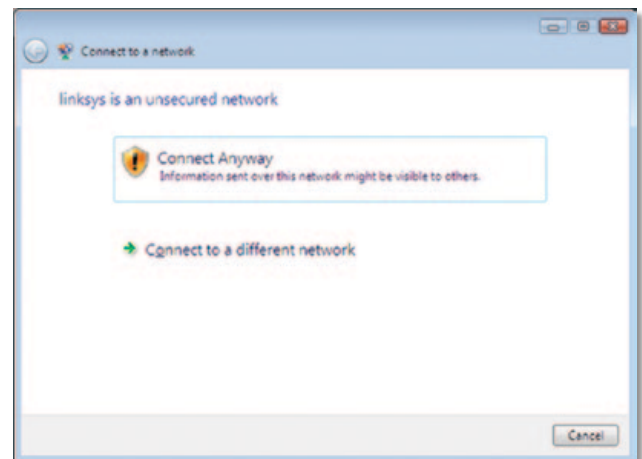 Connect to a network
linksys is an unsecured network
Connect Anyway
Information sent over this network might be visible to others.
Connect to a different network
Cancel